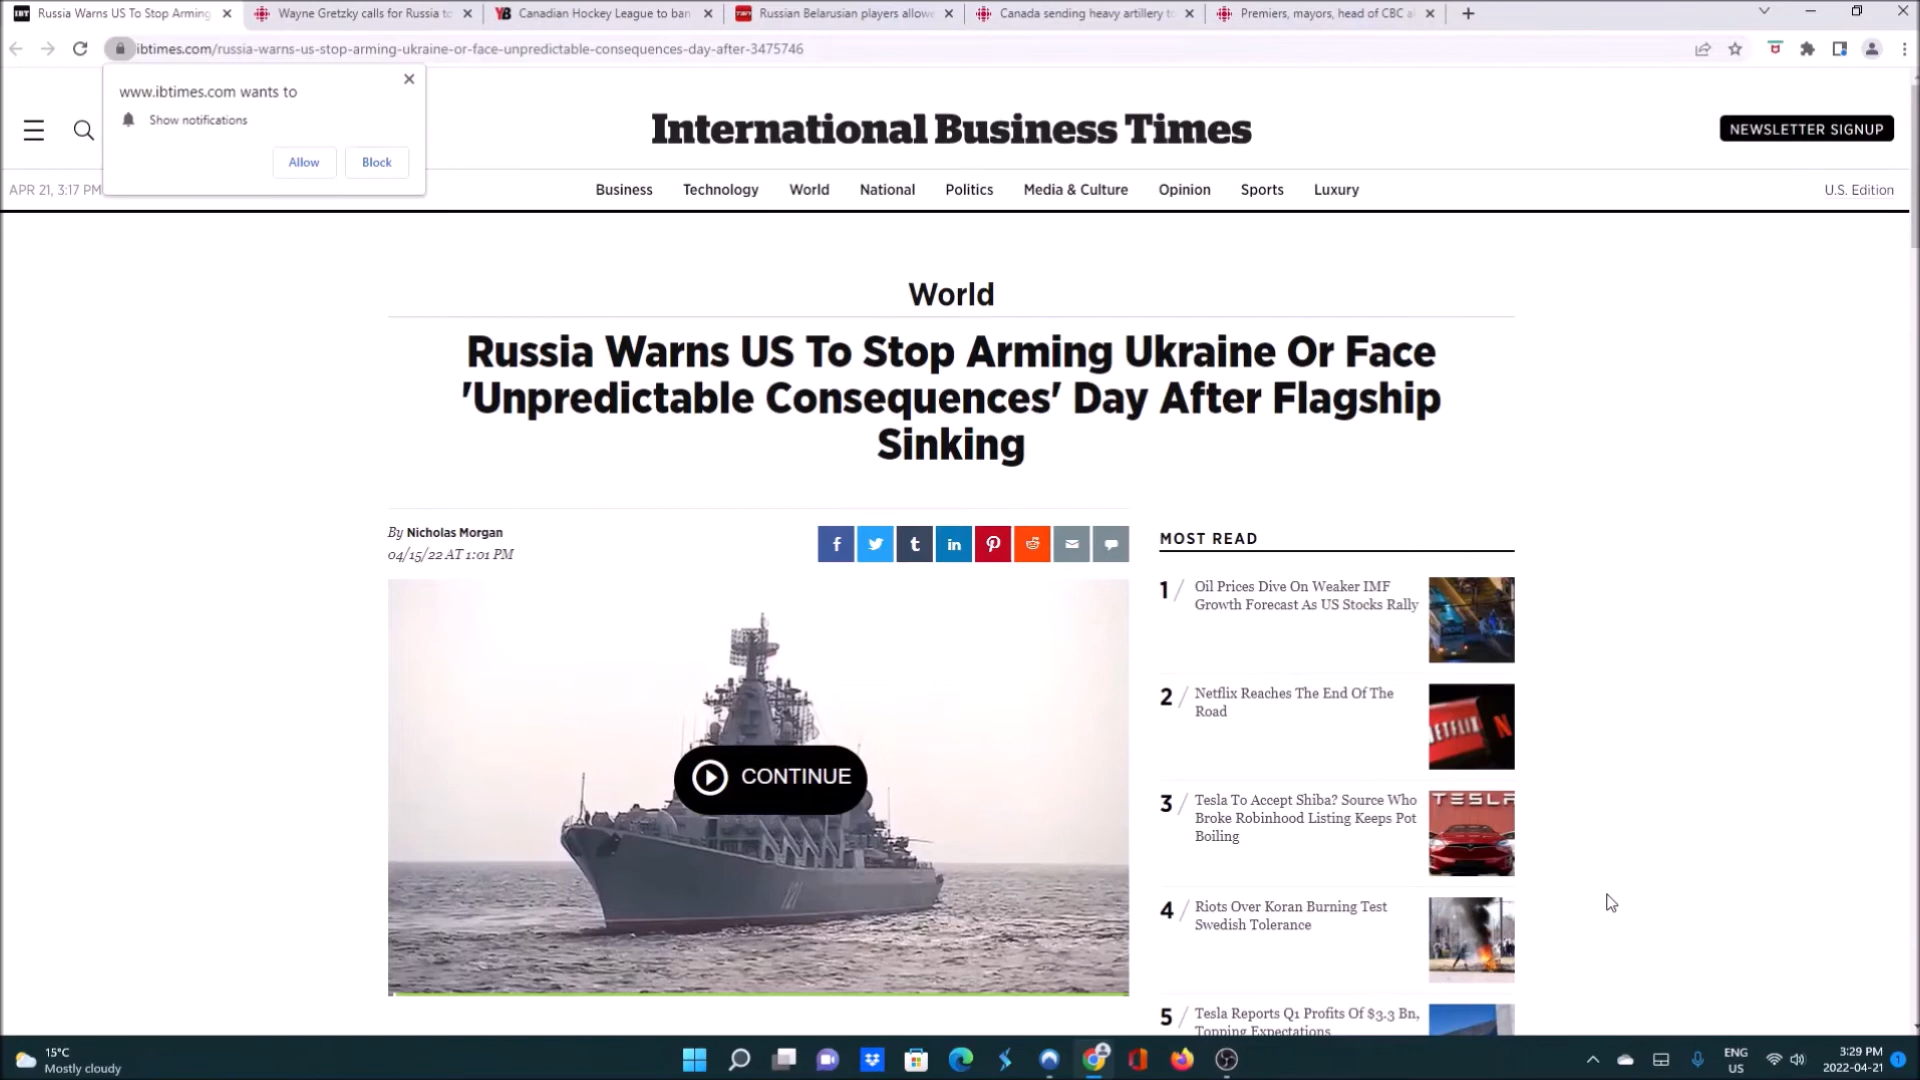 IBT Russia Warns US To Stop Arming
Wayne Gretzky calls for Russia to
YB Canadian Hockey League to ban
TSN Russian Belarusian players allowe
Canada sending heavy artillery t
Premiers, mayors, head of CBC a
ibtimes.com/russia-warns-us-stop-arming-ukraine-or-face-unpredictable-consequences-day-after-3475746
www.ibtimes.com wants to
Show notifications
Allow
Block
International Business Times
NEWSLETTER SIGNUP
APR 21, 3:17 PM
Business
Technology
World
National
Politics
Media & Culture
Opinion
Sports
Luxury
U.S. Edition
World
Russia Warns US To Stop Arming Ukraine Or Face
'Unpredictable Consequences' Day After Flagship
Sinking
By Nicholas Morgan
04/15/22 AT 1:01 PM
CONTINUE
121
MOST READ
1 / Oil Prices Dive On Weaker IMF
Growth Forecast As US Stocks Rally
2 / Netflix Reaches The End Of The
Road
NETFLIX N
3 / Tesla To Accept Shiba? Source Who
Broke Robinhood Listing Keeps Pot
Boiling
TESLA
4 / Riots Over Koran Burning Test
Swedish Tolerance
5 / Tesla Reports Q1 Profits Of $3.3 Bn,
Topping Expectations
15°C
Mostly cloudy
ENG
US
3:29 PM
2022-04-21
1